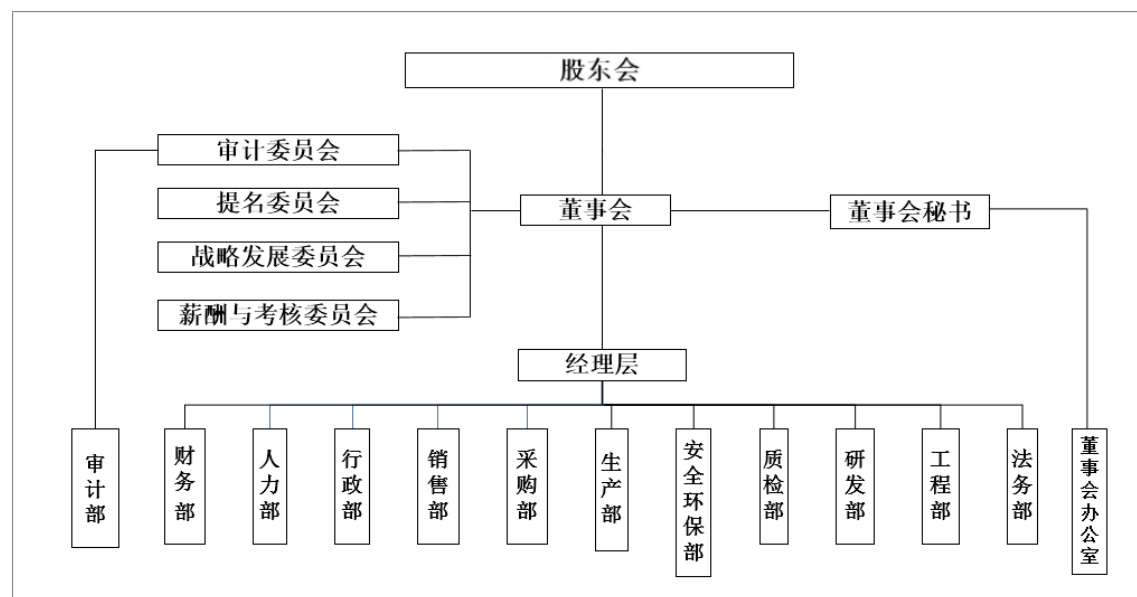 股东会
审计委员会
提名委员会
董事会
董事会秘书
战略发展委员会
薪酬与考核委员会
经理层
审计部
财务部
人力部
行政部
销售部
采购部
生产部
安全环保部
质检部
研发部
工程部
法务部
董事会办公室